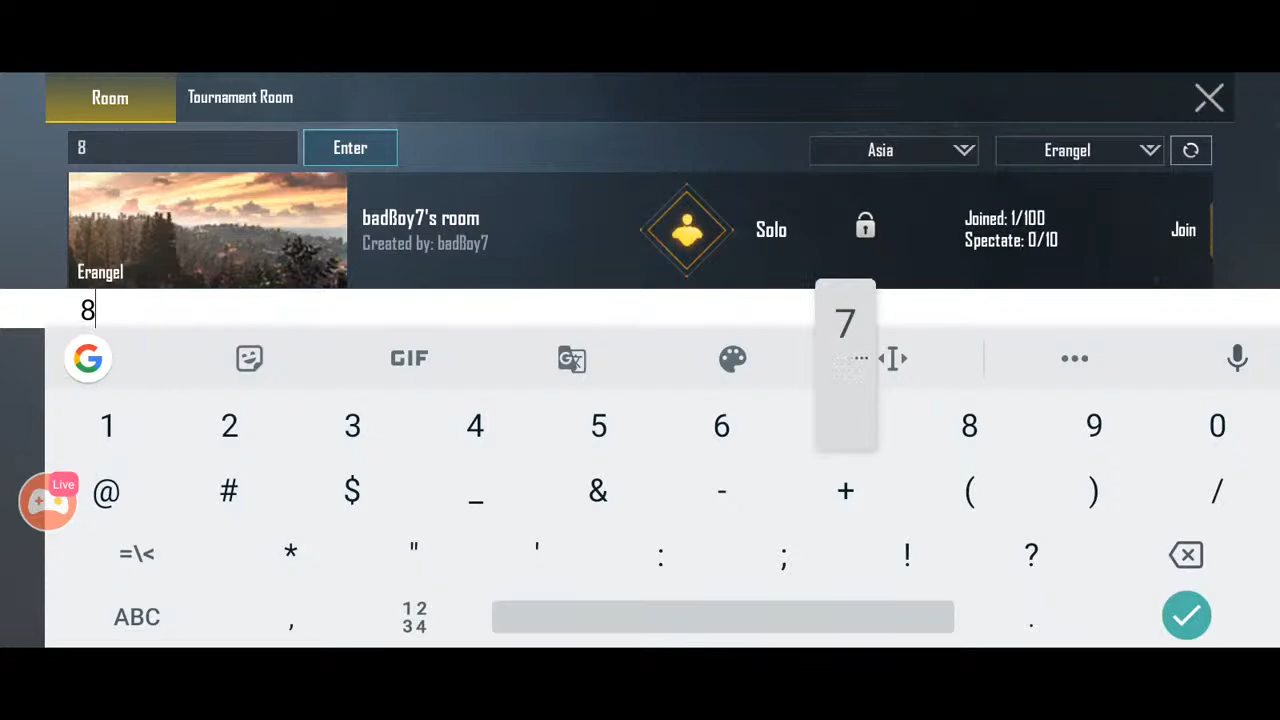 Room
Tournament Room
8
Enter
Asia
Erangel
Erangel
badBoy7's room
Created by: badBoy7
Solo
Joined: 1/100
Spectate: 0/10
Join
8
7
G
GIF
G
1 2 3 4 5 6 8 9 0
@ # $ _ & - + ( ) /
Live
=\< * " ' : ; ! ?
ABC , 12 .
34